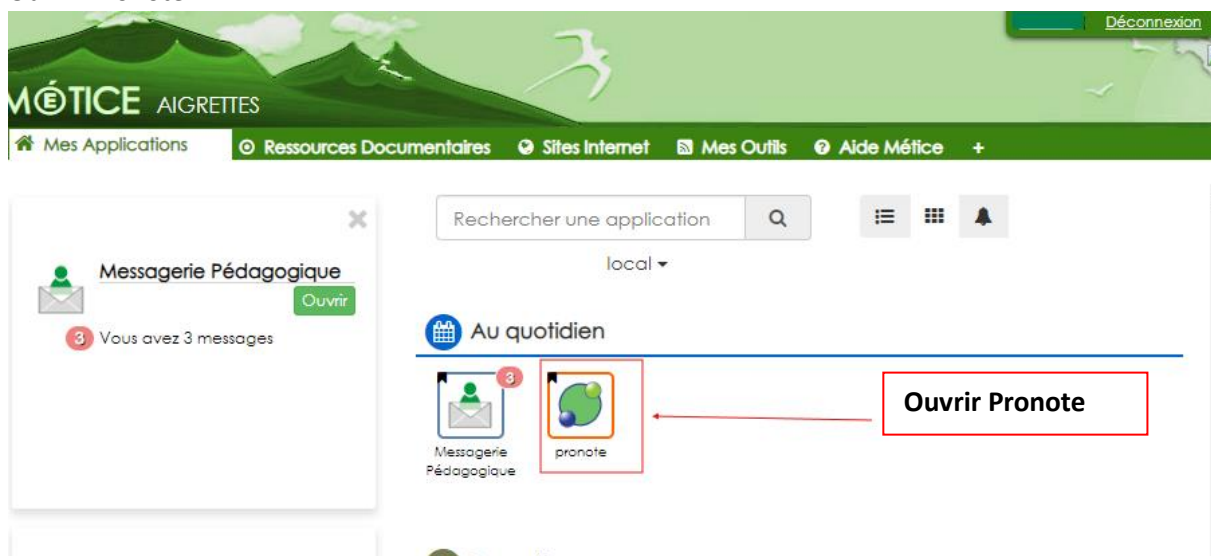 Déconnexion
MÉTICE AIGRETTES
Mes Applications Ressources Documentaires Sites Internet Mes Outils Aide Métice +
Rechercher une application
local
Messagerie Pédagogique
Ouvrir
3 Vous avez 3 messages
Au quotidien
3
Ouvrir Pronote
Messagerie
Pédagogique
pronote